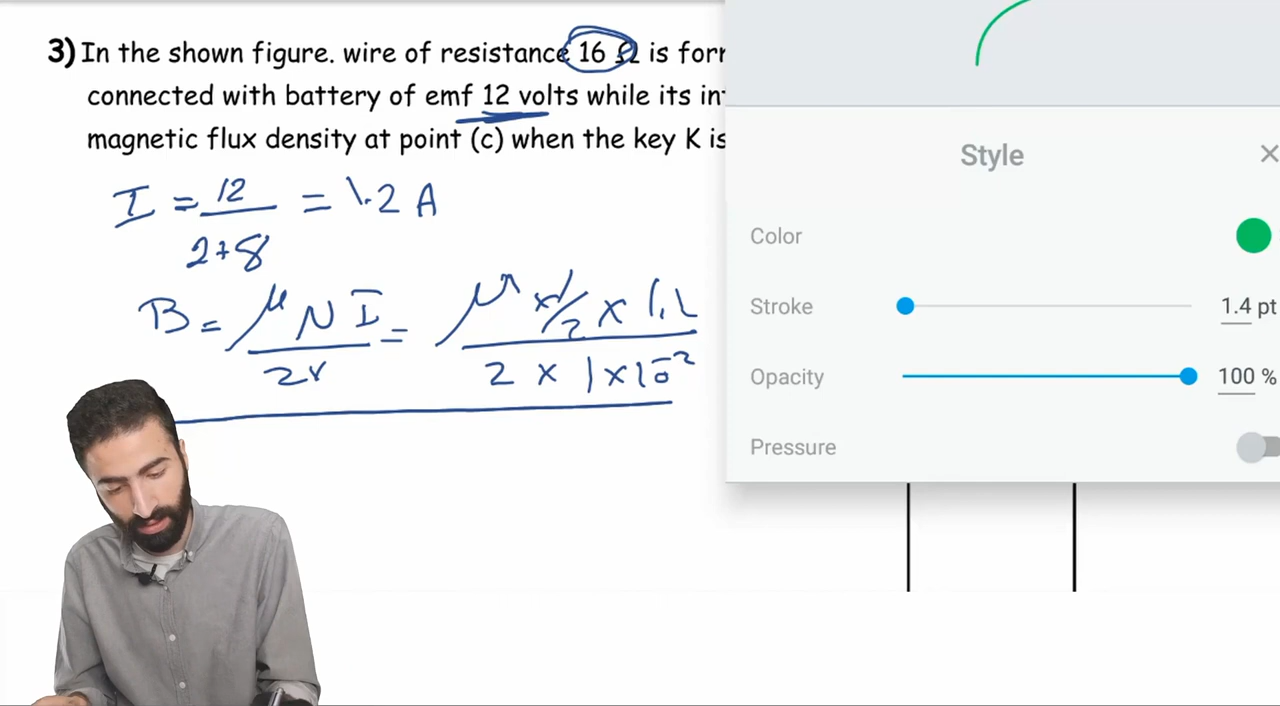 3) In the shown figure. wire of resistance 16 Ω is for
connected with battery of emf 12 volts while its in
magnetic flux density at point (c) when the key K is
I = 12 / 2+8 = 1.2 A
B = μ N I / 2r = μ × 1/2 × 1.2 / 2 × 1×10⁻²
Style
×
Color
Stroke 1.4 pt
Opacity 100 %
Pressure